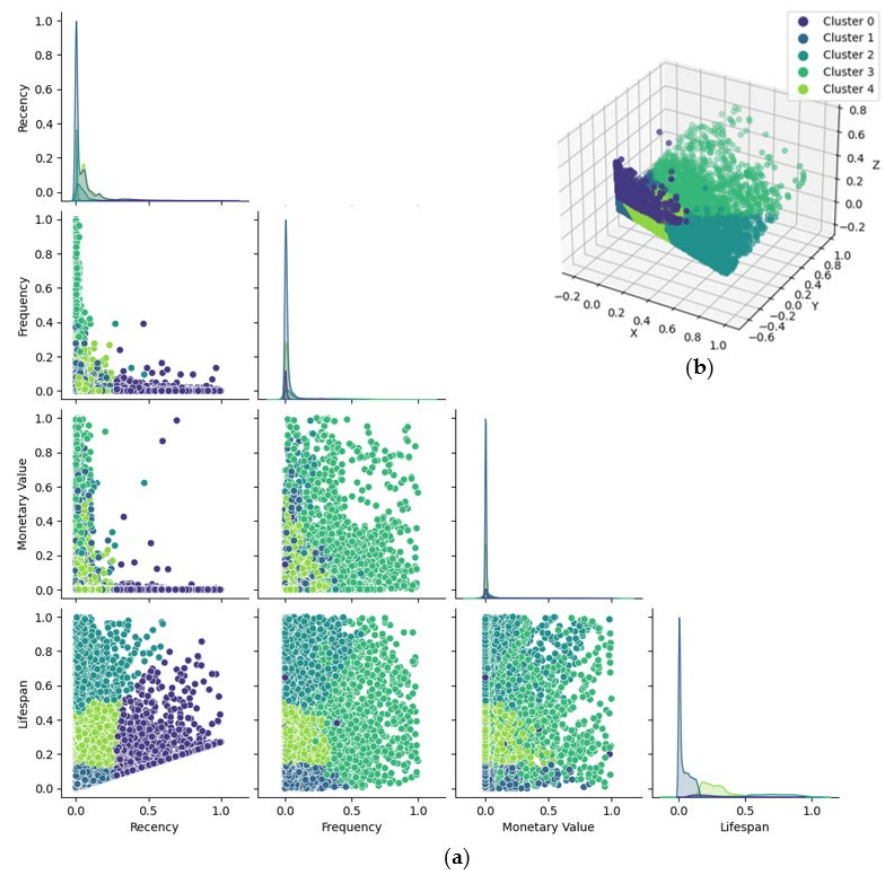 1.0
0.8
0.6
0.4
0.2
0.0
Recency
Cluster 0
Cluster 1
Cluster 2
Cluster 3
Cluster 4
0.8
0.6
0.4
0.2
0.0
−0.2
Z
1.0
0.8
0.6
0.4
0.2
0.0
−0.2
−0.4
−0.6
Y
−0.2
0.0
0.2
0.4
0.6
0.8
1.0
X
(b)
1.0
0.8
0.6
0.4
0.2
0.0
Frequency
1.0
0.8
0.6
0.4
0.2
0.0
Monetary Value
1.0
0.8
0.6
0.4
0.2
0.0
Lifespan
0.0 0.5 1.0 0.0 0.5 1.0 0.0 0.5 1.0 0.0 0.5 1.0
Recency Frequency Monetary Value Lifespan
(a)